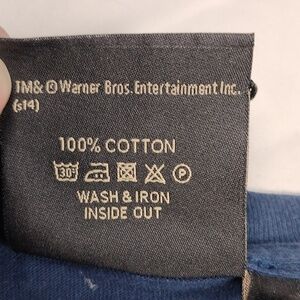 TM& © Warner Bros. Entertainment Inc.
(s14)
100% COTTON
30° P
WASH & IRON
INSIDE OUT